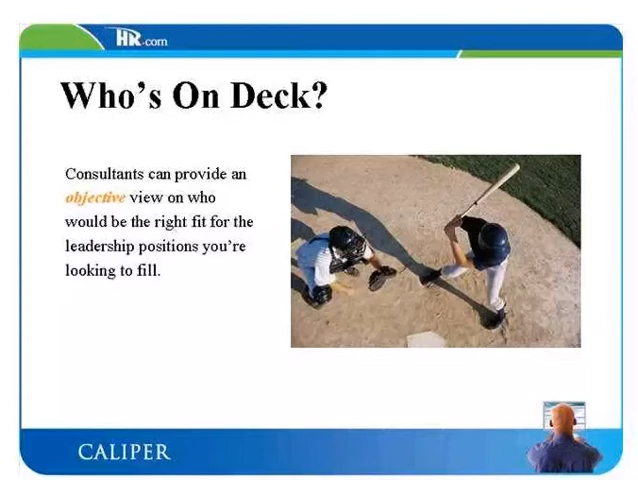 HR.com
Who's On Deck?
Consultants can provide an
objective view on who
would be the right fit for the
leadership positions you're
looking to fill.
CALIPER